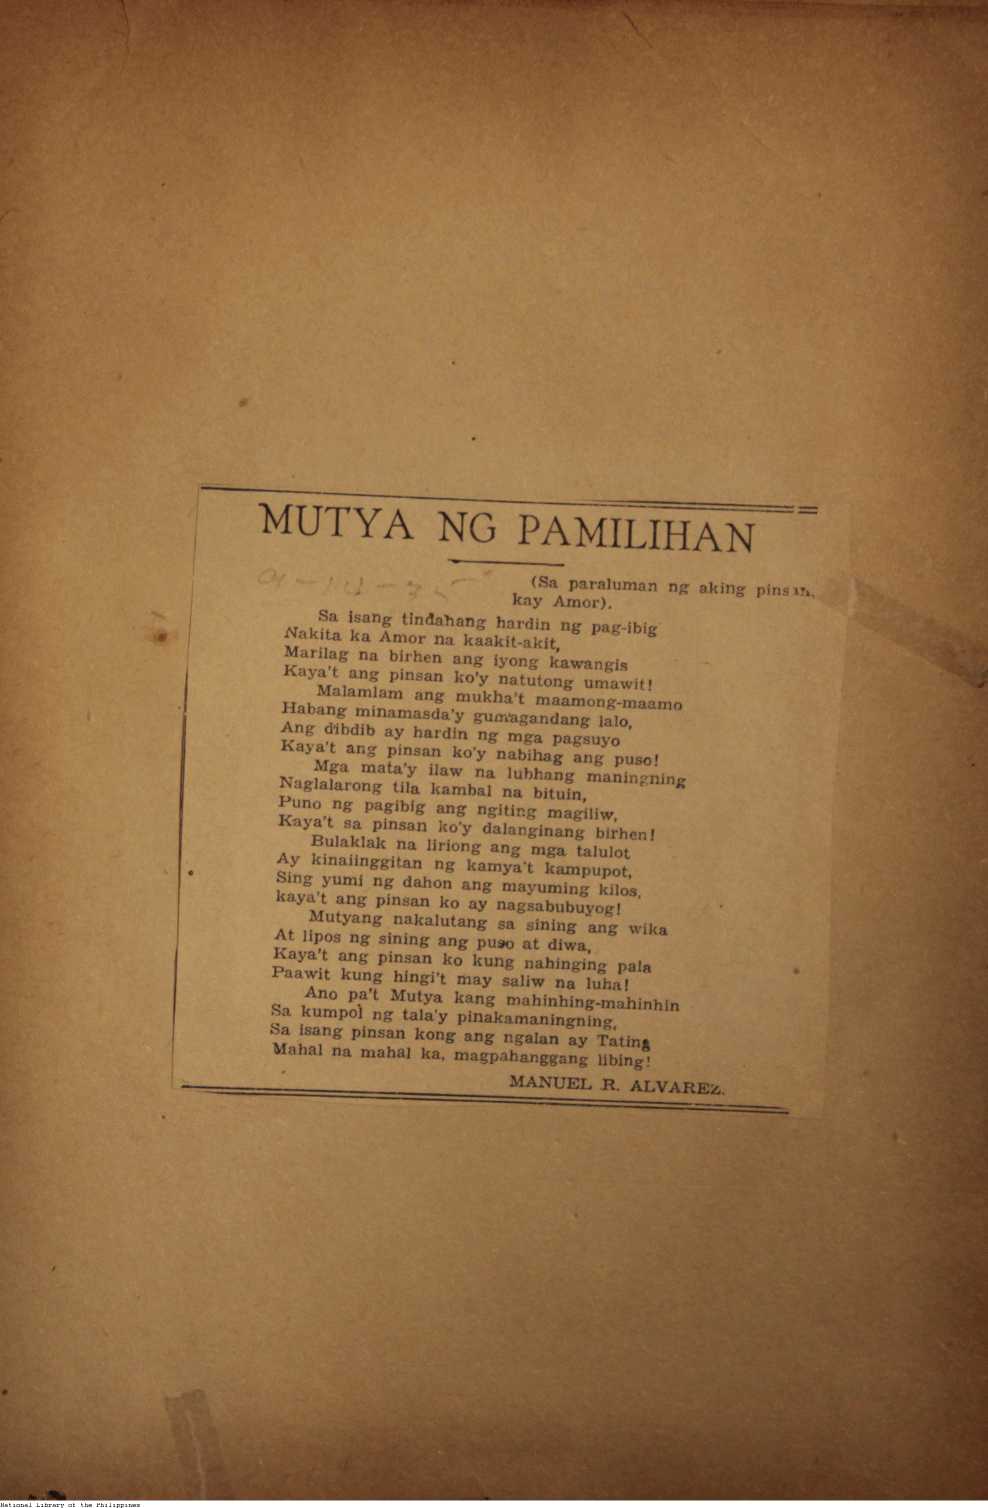 MUTYA NG PAMILIHAN
(Sa paraluman ng aking pinsan,
kay Amor).
Sa isang tindahang hardin ng pag-ibig
Nakita ka Amor na kaakit-akit,
Marilag na birhen ang iyong kawangis
Kaya't ang pinsan ko'y natutong umawit!
Malamlam ang mukha't maamong-maamo
Habang minamasda'y gumagandang lalo,
Ang dibdib ay hardin ng mga pagsuyo
Kaya't ang pinsan ko'y nabihag ang puso!
Mga mata'y ilaw na lubhang maningning
Naglalarong tila kambal na bituin,
Puno ng pagibig ang ngiting magiliw,
Kaya't sa pinsan ko'y dalanginang birhen!
Bulaklak na liriong ang mga talulot
Ay kinaiinggitan ng kamya't kampupot,
Sing yumi ng dahon ang mayuming kilos,
kaya't ang pinsan ko ay nagsabubuyog!
Mutyang nakalutang sa sining ang wika
At lipos ng sining ang puso at diwa,
Kaya't ang pinsan ko kung nahinging pala
Paawit kung hingi't may saliw na luha!
Ano pa't Mutya kang mahinhing-mahinhin
Sa kumpol ng tala'y pinakamaningning,
Sa isang pinsan kong ang ngalan ay Tating
Mahal na mahal ka, magpahanggang libing!
MANUEL R. ALVAREZ.
National Library of the Philippines